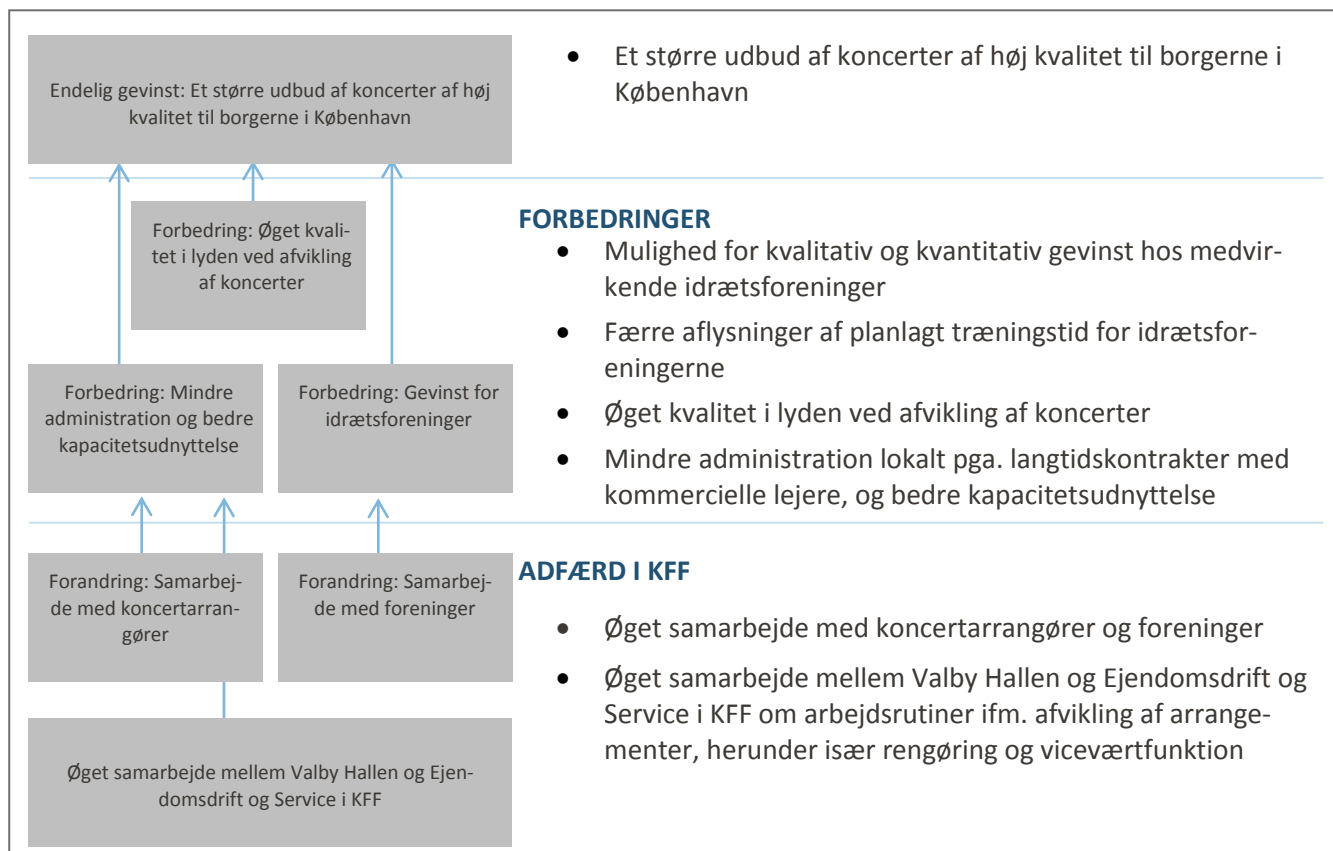 Endelig gevinst: Et større udbud af koncerter af høj
kvalitet til borgerne i København
• Et større udbud af koncerter af høj kvalitet til borgerne i
København
Forbedring: Øget kvali-
tet i lyden ved afvikling
af koncerter
Forbedring: Mindre
administration og bedre
kapacitetsudnyttelse
Forbedring: Gevinst for
idrætsforeninger
FORBEDRINGER
• Mulighed for kvalitativ og kvantitativ gevinst hos medvir-
kende idrætsforeninger
• Færre aflysninger af planlagt træningstid for idrætsfor-
eningerne
• Øget kvalitet i lyden ved afvikling af koncerter
• Mindre administration lokalt pga. langtidskontrakter med
kommercielle lejere, og bedre kapacitetsudnyttelse
Forandring: Samarbej-
de med koncertarran-
gører
Forandring: Samarbej-
de med foreninger
Øget samarbejde mellem Valby Hallen og Ejen-
domsdrift og Service i KFF
ADFÆRD I KFF
• Øget samarbejde med koncertarrangører og foreninger
• Øget samarbejde mellem Valby Hallen og Ejendomsdrift og
Service i KFF om arbejdsrutiner ifm. afvikling af arrange-
menter, herunder især rengøring og viceværtfunktion